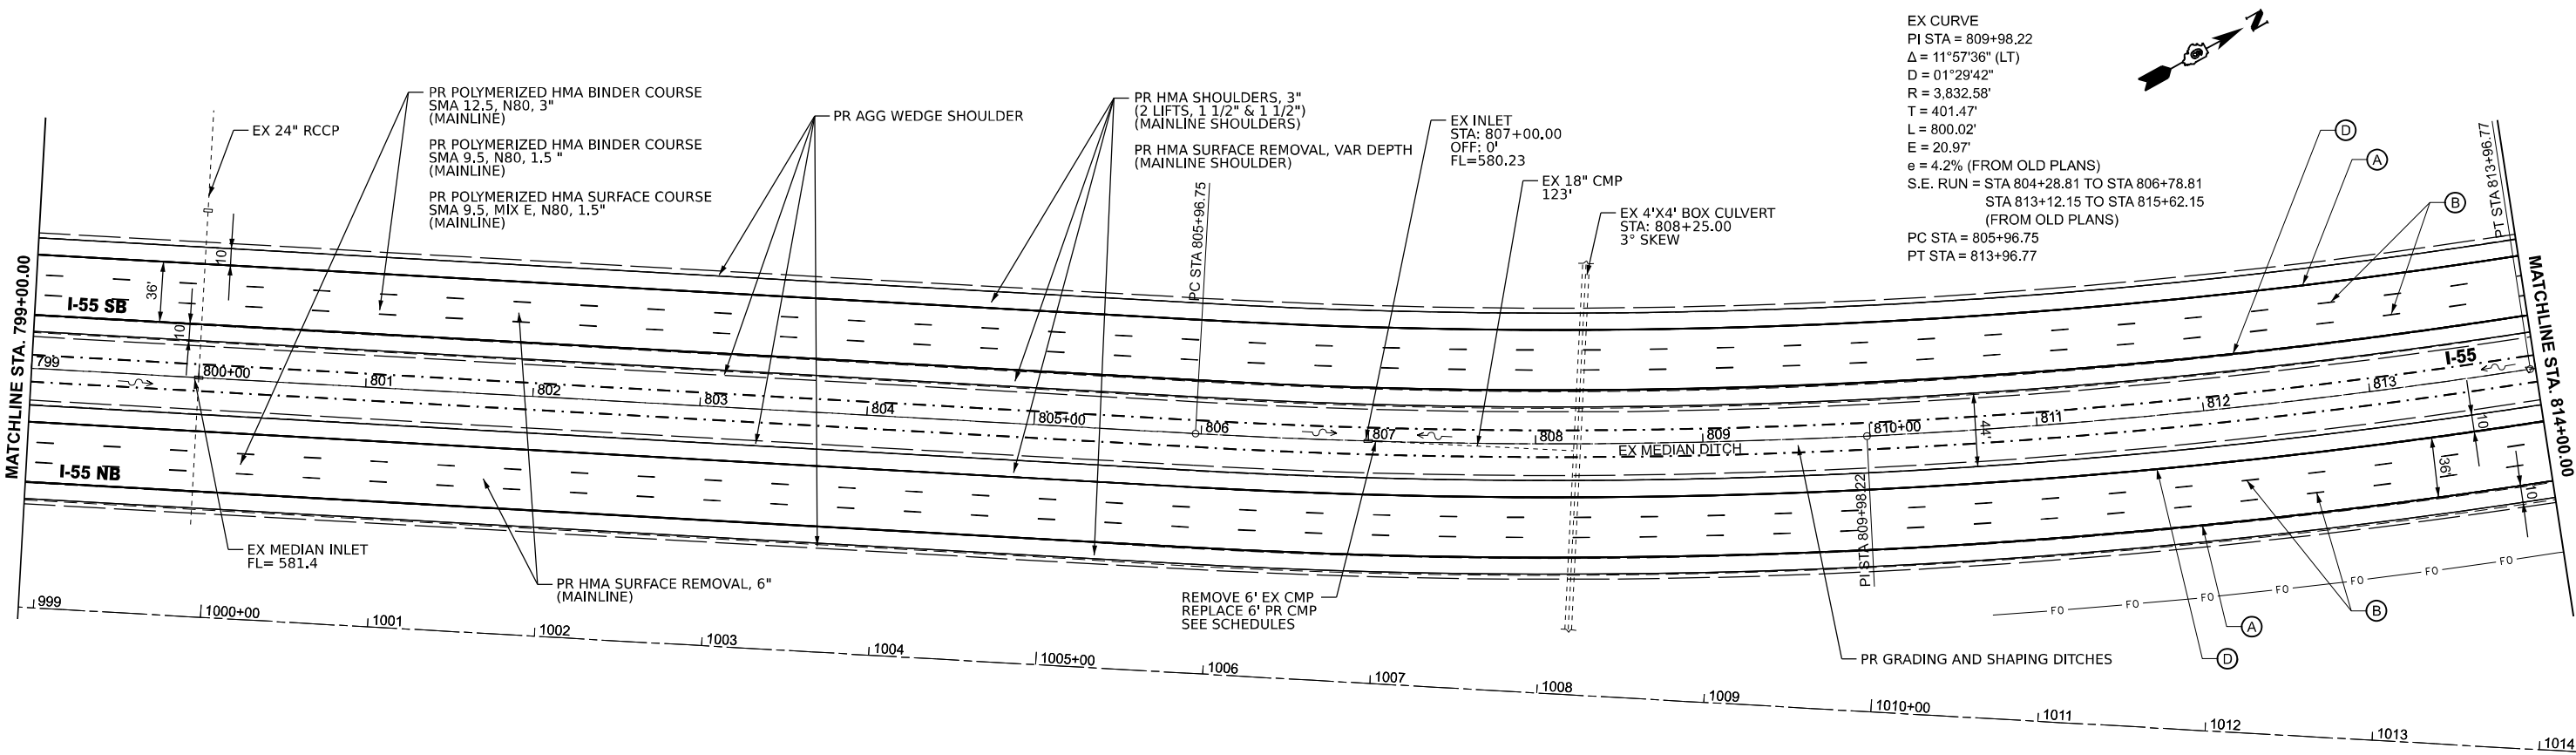 EX CURVE
PI STA = 809+98.22
Δ = 11°57'36" (LT)
D = 01°29'42"
R = 3,832.58'
T = 401.47'
L = 800.02'
E = 20.97'
e = 4.2% (FROM OLD PLANS)
S.E. RUN = STA 804+28.81 TO STA 806+78.81
STA 813+12.15 TO STA 815+62.15
(FROM OLD PLANS)
PC STA = 805+96.75
PT STA = 813+96.77
N
PR POLYMERIZED HMA BINDER COURSE
SMA 12.5, N80, 3"
(MAINLINE)
PR POLYMERIZED HMA BINDER COURSE
SMA 9.5, N80, 1.5 "
(MAINLINE)
PR POLYMERIZED HMA SURFACE COURSE
SMA 9.5, MIX E, N80, 1.5"
(MAINLINE)
EX 24" RCCP
PR AGG WEDGE SHOULDER
PR HMA SHOULDERS, 3"
(2 LIFTS, 1 1/2" & 1 1/2")
(MAINLINE SHOULDERS)
PR HMA SURFACE REMOVAL, VAR DEPTH
(MAINLINE SHOULDER)
EX INLET
STA: 807+00.00
OFF: 0'
FL=580.23
EX 18" CMP
123'
EX 4'X4' BOX CULVERT
STA: 808+25.00
3° SKEW
D
A
B
PT STA 813+96.77
PC STA 805+96.75
MATCHLINE STA. 799+00.00
MATCHLINE STA. 814+00.00
10'
36'
10'
I-55 SB
I-55
799
800+00
801
802
803
804
805+00
806
807
808
809
810+00
811
812
813
EX MEDIAN DITCH
44'
10'
36'
10'
I-55 NB
PI STA 809+98.22
EX MEDIAN INLET
FL= 581.4
PR HMA SURFACE REMOVAL, 6"
(MAINLINE)
REMOVE 6' EX CMP
REPLACE 6' PR CMP
SEE SCHEDULES
PR GRADING AND SHAPING DITCHES
FO
FO
FO
FO
FO
FO
FO
B
A
D
999
1000+00
1001
1002
1003
1004
1005+00
1006
1007
1008
1009
1010+00
1011
1012
1013
1014